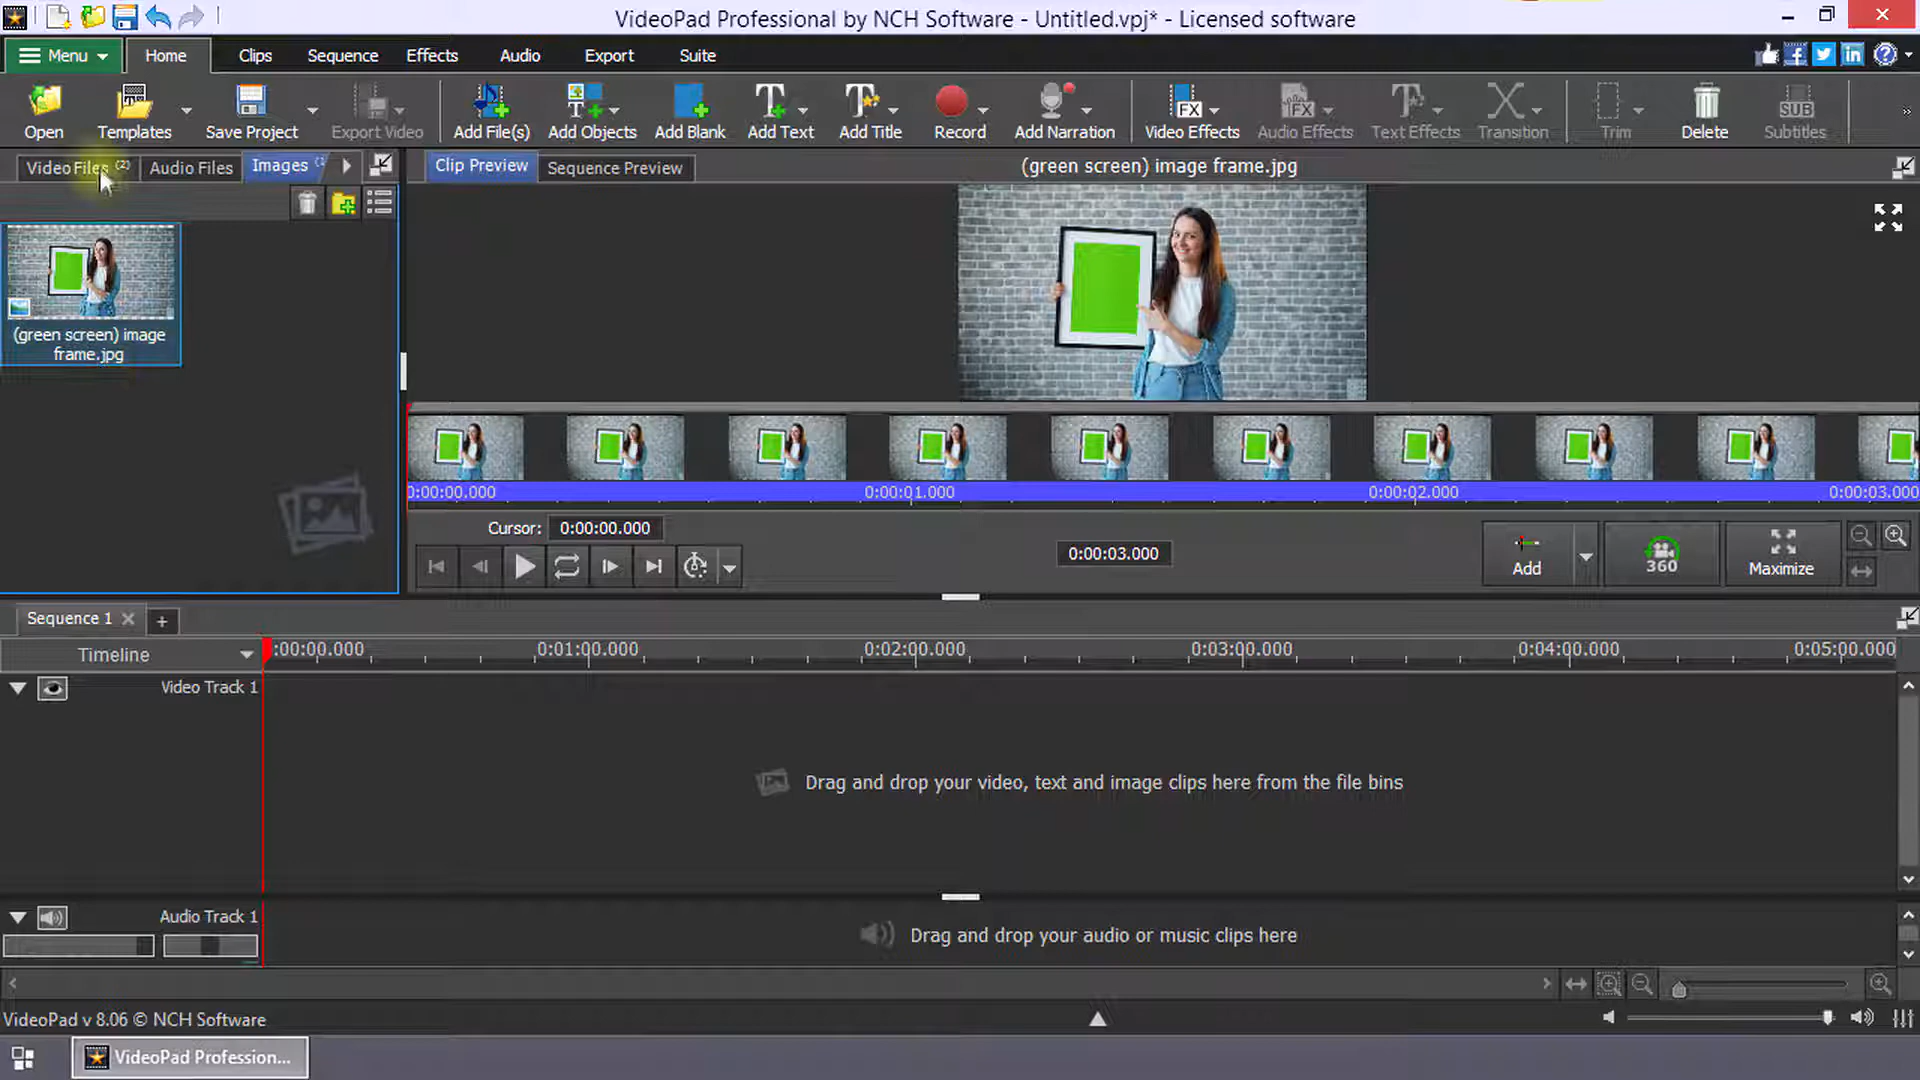 VideoPad Professional by NCH Software - Untitled.vpj* - Licensed software
Menu Home Clips Sequence Effects Audio Export Suite
Open Templates Save Project Export Video Add File(s) Add Objects Add Blank Add Text Add Title Record Add Narration Video Effects Audio Effects Text Effects Transition Trim Delete Subtitles
Video Files (2) Audio Files Images Clip Preview Sequence Preview (green screen) image frame.jpg
(green screen) image
frame.jpg
0:00:00.000 0:00:01.000 0:00:02.000 0:00:03.000
Cursor: 0:00:00.000
0:00:03.000
Add 360 Maximize
Sequence 1
Timeline :00:00.000 0:01:00.000 0:02:00.000 0:03:00.000 0:04:00.000 0:05:00.000
Video Track 1
Drag and drop your video, text and image clips here from the file bins
Audio Track 1
Drag and drop your audio or music clips here
VideoPad v 8.06 © NCH Software
VideoPad Profession...